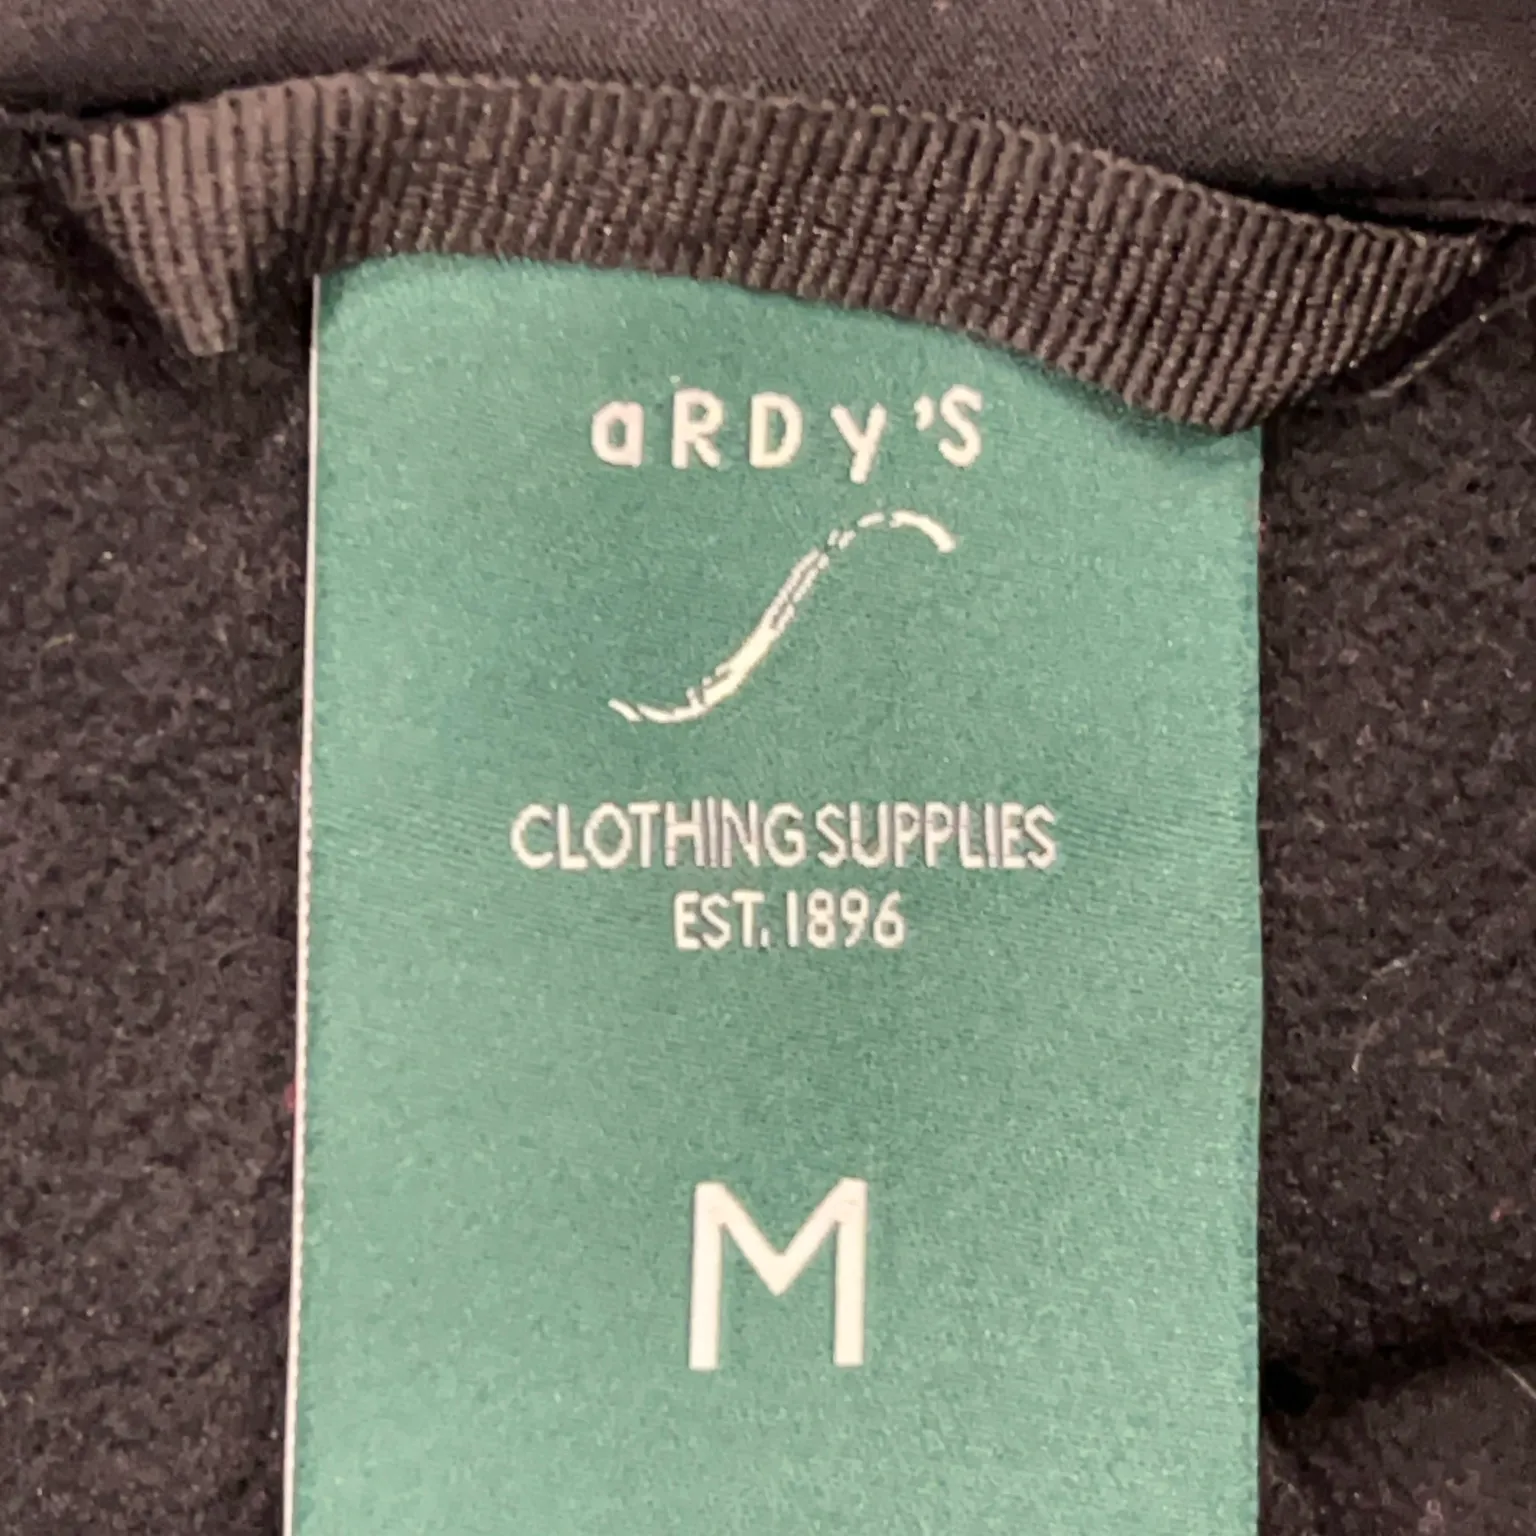 aRDy'S
CLOTHING SUPPLIES
EST. 1896
M